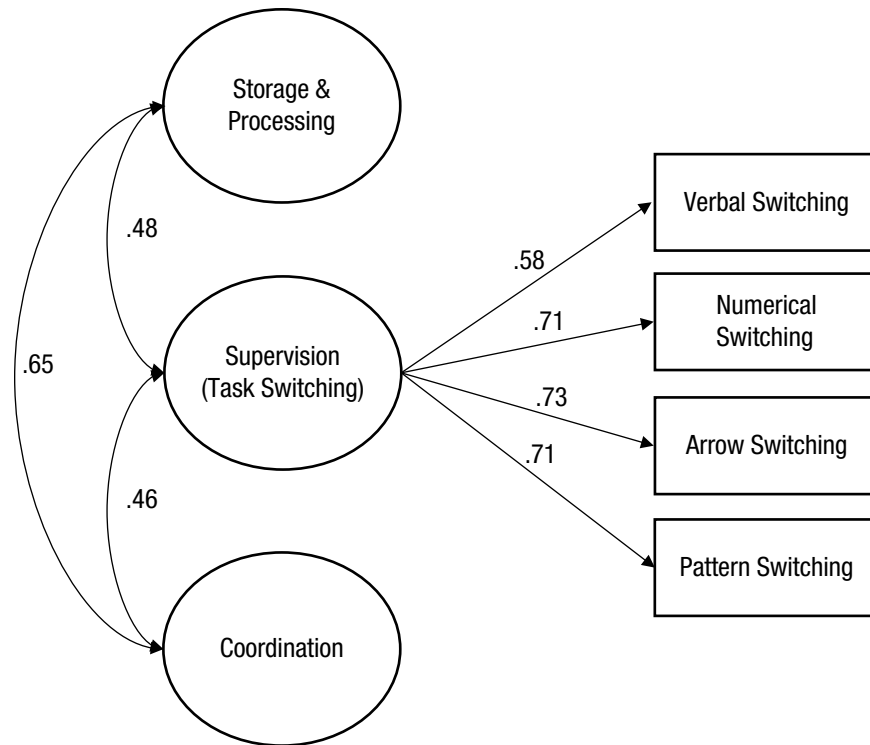 Storage &
Processing
.48
.65
Supervision
(Task Switching)
.46
Coordination
.58
.71
.73
.71
Verbal Switching
Numerical
Switching
Arrow Switching
Pattern Switching